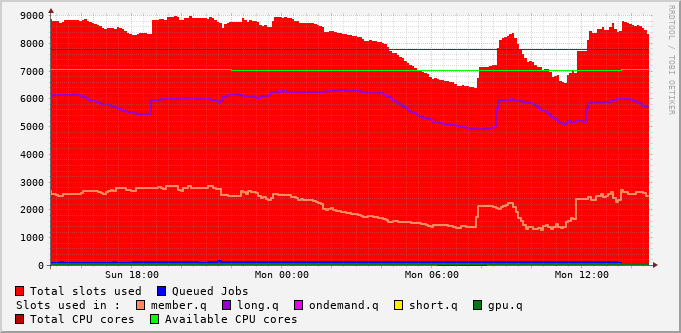 9000
8000
7000
6000
5000
4000
3000
2000
1000
0
Sun 18:00 Mon 00:00 Mon 06:00 Mon 12:00
Total slots used Queued Jobs
Slots used in : member.q long.q ondemand.q short.q gpu.q
Total CPU cores Available CPU cores
RRDTOOL / TOBI OETIKER